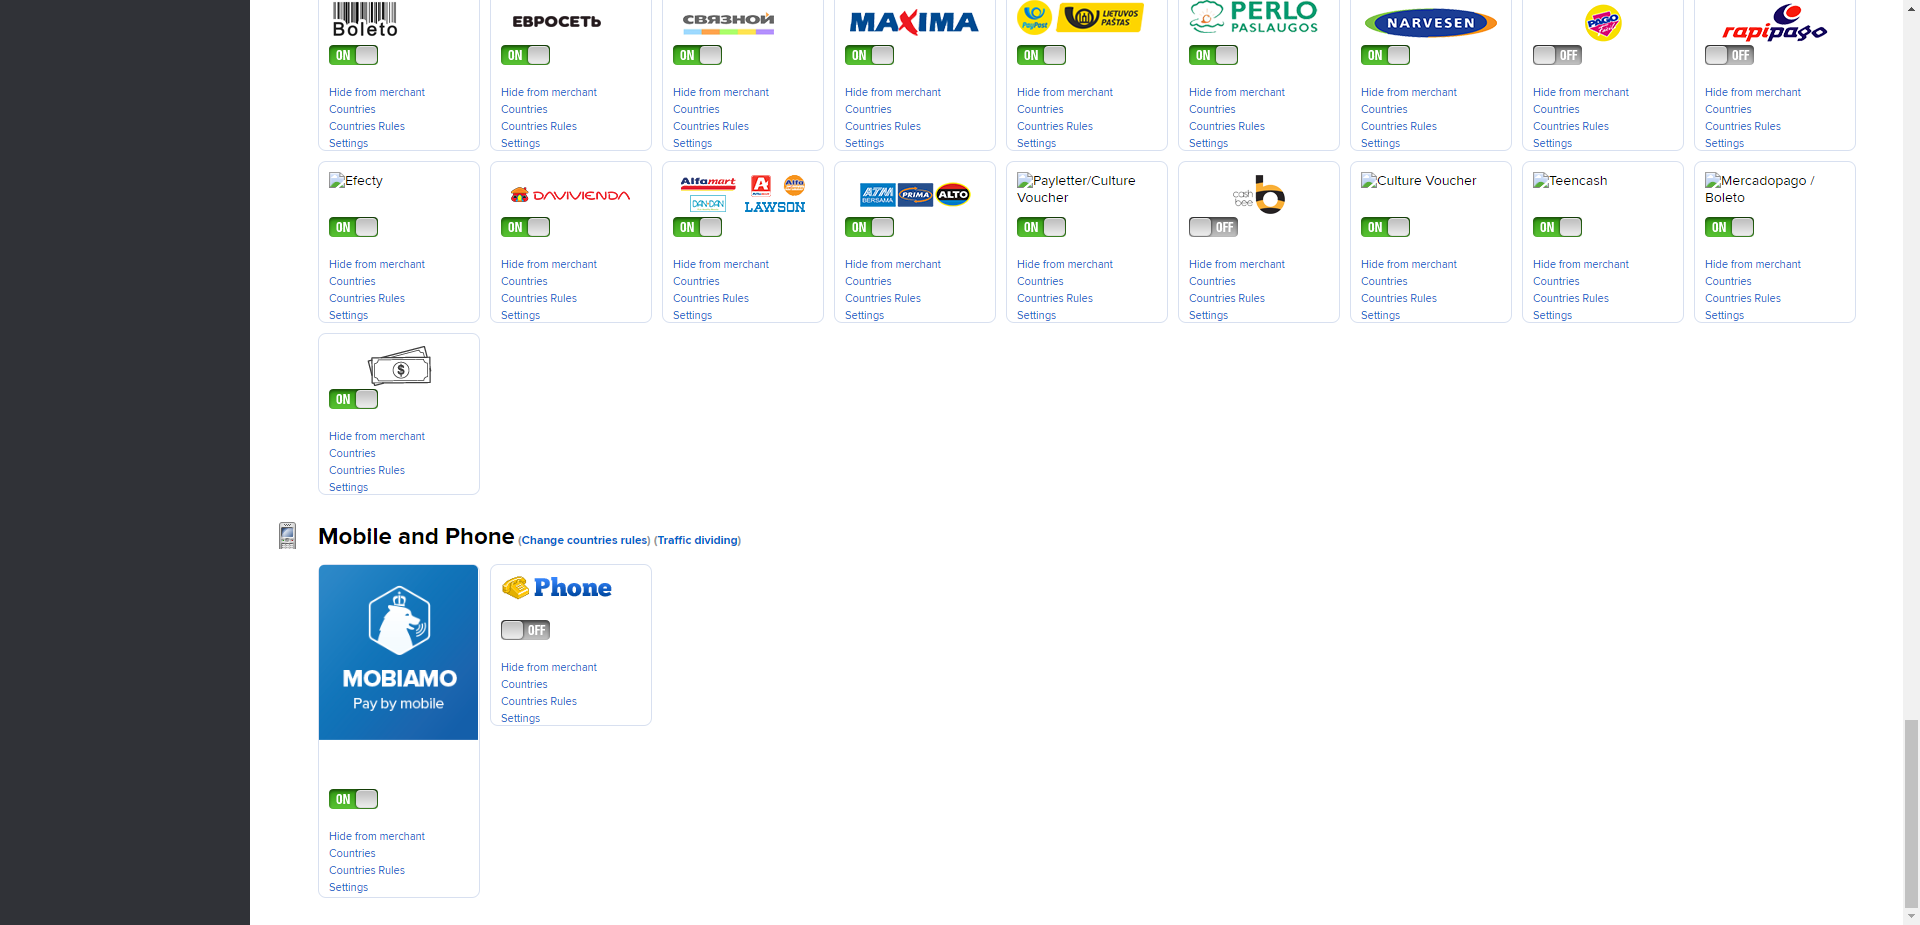 Boleto
ON
Hide from merchant
Countries
Countries Rules
Settings
ЕВРОСЕТЬ
ON
Hide from merchant
Countries
Countries Rules
Settings
СВЯЗНОЙ
ON
Hide from merchant
Countries
Countries Rules
Settings
MAXIMA
ON
Hide from merchant
Countries
Countries Rules
Settings
PayPost
LIETUVOS
PAŠTAS
ON
Hide from merchant
Countries
Countries Rules
Settings
PERLO
PASLAUGOS
ON
Hide from merchant
Countries
Countries Rules
Settings
NARVESEN
ON
Hide from merchant
Countries
Countries Rules
Settings
PAGO
OFF
Hide from merchant
Countries
Countries Rules
Settings
rapipago
OFF
Hide from merchant
Countries
Countries Rules
Settings
Efecty
ON
Hide from merchant
Countries
Countries Rules
Settings
DAVIVIENDA
ON
Hide from merchant
Countries
Countries Rules
Settings
Alfamart
Alfa
DAN+DAN
LAWSON
ON
Hide from merchant
Countries
Countries Rules
Settings
ATM
BERSAMA
PRIMA
ALTO
ON
Hide from merchant
Countries
Countries Rules
Settings
Payletter/Culture
Voucher
ON
Hide from merchant
Countries
Countries Rules
Settings
cash
bee
OFF
Hide from merchant
Countries
Countries Rules
Settings
Culture Voucher
ON
Hide from merchant
Countries
Countries Rules
Settings
Teencash
ON
Hide from merchant
Countries
Countries Rules
Settings
Mercadopago /
Boleto
ON
Hide from merchant
Countries
Countries Rules
Settings
$
ON
Hide from merchant
Countries
Countries Rules
Settings
Mobile and Phone (Change countries rules) (Traffic dividing)
MOBIAMO
Pay by mobile
ON
Hide from merchant
Countries
Countries Rules
Settings
Phone
OFF
Hide from merchant
Countries
Countries Rules
Settings